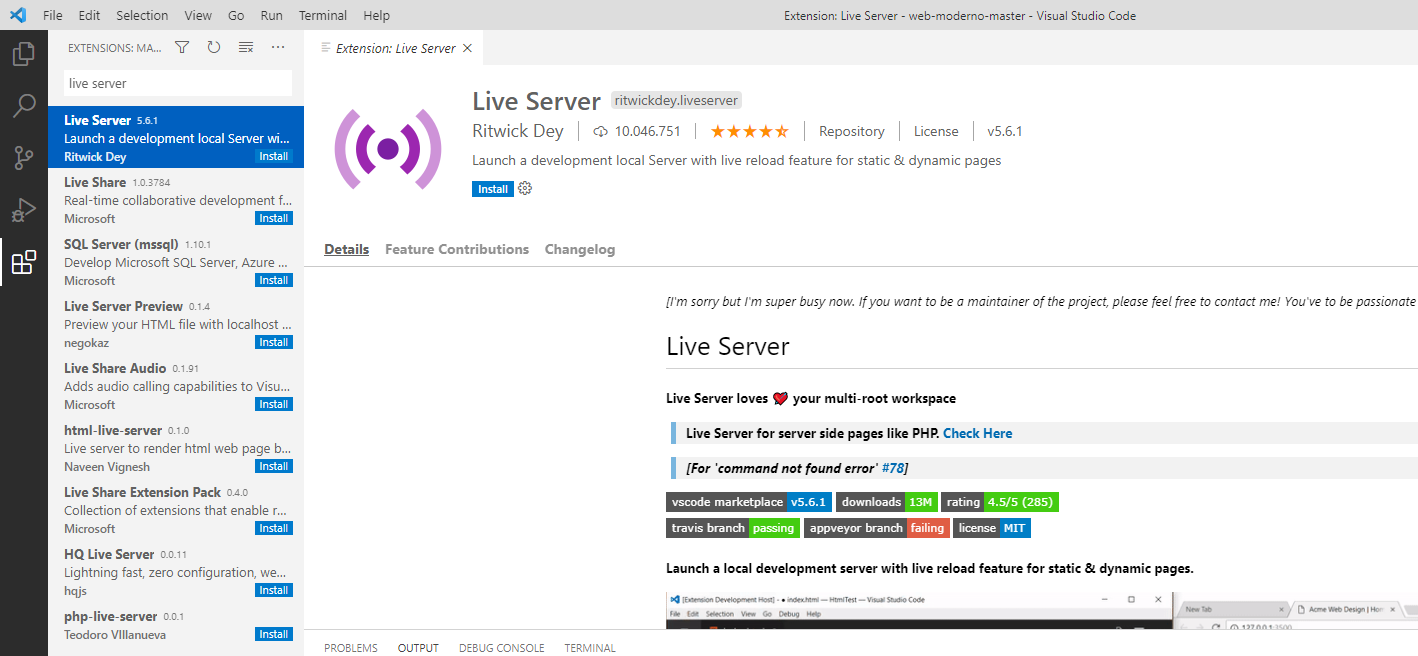 File Edit Selection View Go Run Terminal Help
Extension: Live Server - web-moderno-master - Visual Studio Code
EXTENSIONS: MA...
live server
Live Server 5.6.1
Launch a development local Server wi...
Ritwick Dey Install
Live Share 1.0.3784
Real-time collaborative development f...
Microsoft Install
SQL Server (mssql) 1.10.1
Develop Microsoft SQL Server, Azure ...
Microsoft Install
Live Server Preview 0.1.4
Preview your HTML file with localhost ...
negokaz Install
Live Share Audio 0.1.91
Adds audio calling capabilities to Visu...
Microsoft Install
html-live-server 0.1.0
Live server to render html web page b...
Naveen Vignesh Install
Live Share Extension Pack 0.4.0
Collection of extensions that enable r...
Microsoft Install
HQ Live Server 0.0.11
Lightning fast, zero configuration, we...
hqjs Install
php-live-server 0.0.1
Teodoro VIllanueva Install
Extension: Live Server
Live Server ritwickdey.liveserver
Ritwick Dey 10.046.751 Repository License v5.6.1
Launch a development local Server with live reload feature for static & dynamic pages
Install
Details Feature Contributions Changelog
[I'm sorry but I'm super busy now. If you want to be a maintainer of the project, please feel free to contact me! You've to be passionate
Live Server
Live Server loves your multi-root workspace
Live Server for server side pages like PHP. Check Here
[For 'command not found error' #78]
vscode marketplace v5.6.1 downloads 13M rating 4.5/5 (285)
travis branch passing appveyor branch failing license MIT
Launch a local development server with live reload feature for static & dynamic pages.
[Extension Development Host] - • index.html — HtmlTest — Visual Studio Code
File Edit Selection View Go Debug Help
New Tab
Acme Web Design | Hom
PROBLEMS OUTPUT DEBUG CONSOLE TERMINAL